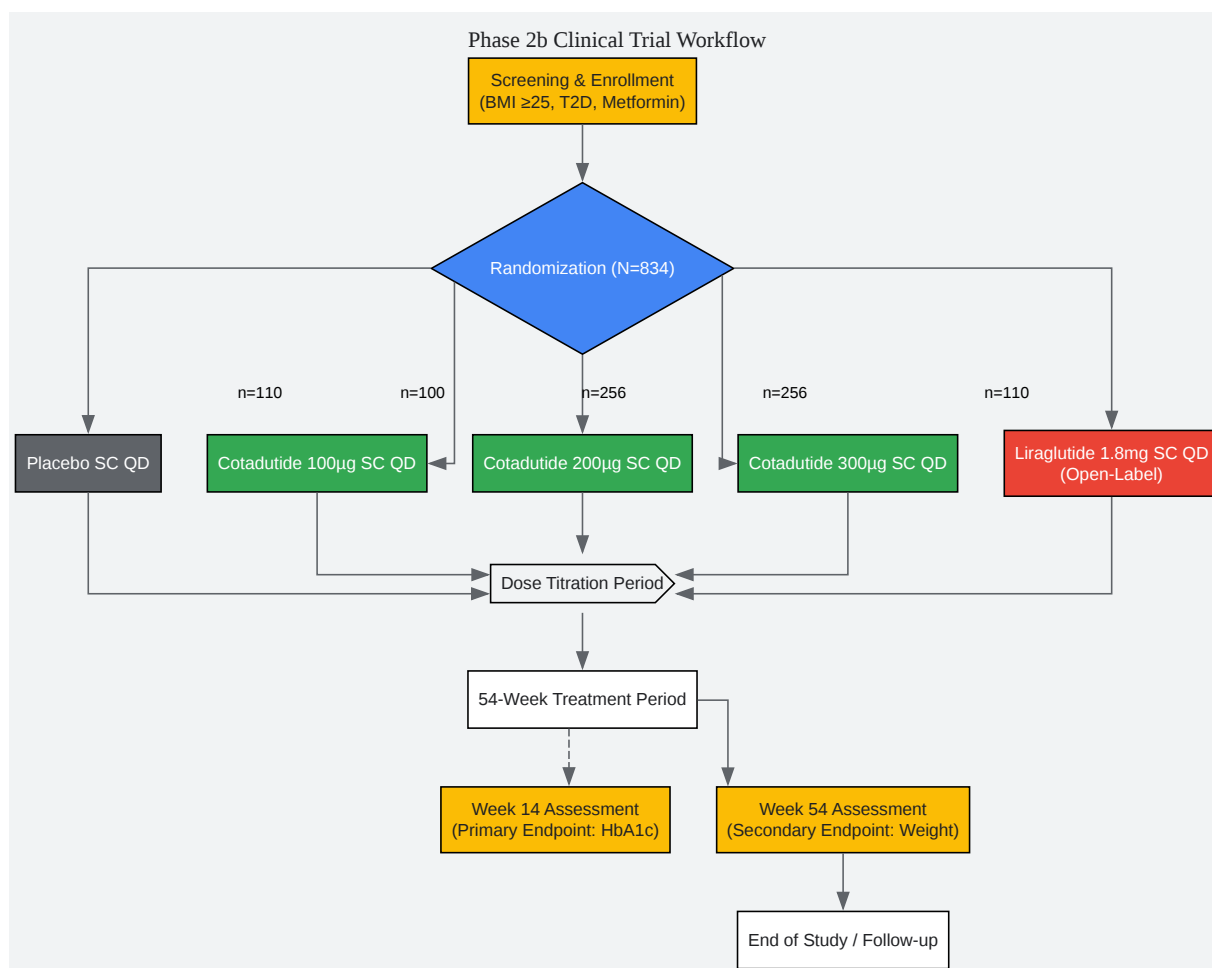 Phase 2b Clinical Trial Workflow
Screening & Enrollment
(BMI ≥25, T2D, Metformin)
Randomization (N=834)
n=110
n=100
n=256
n=256
n=110
Placebo SC QD
Cotadutide 100µg SC QD
Cotadutide 200µg SC QD
Cotadutide 300µg SC QD
Liraglutide 1.8mg SC QD
(Open-Label)
Dose Titration Period
54-Week Treatment Period
Week 14 Assessment
(Primary Endpoint: HbA1c)
Week 54 Assessment
(Secondary Endpoint: Weight)
End of Study / Follow-up